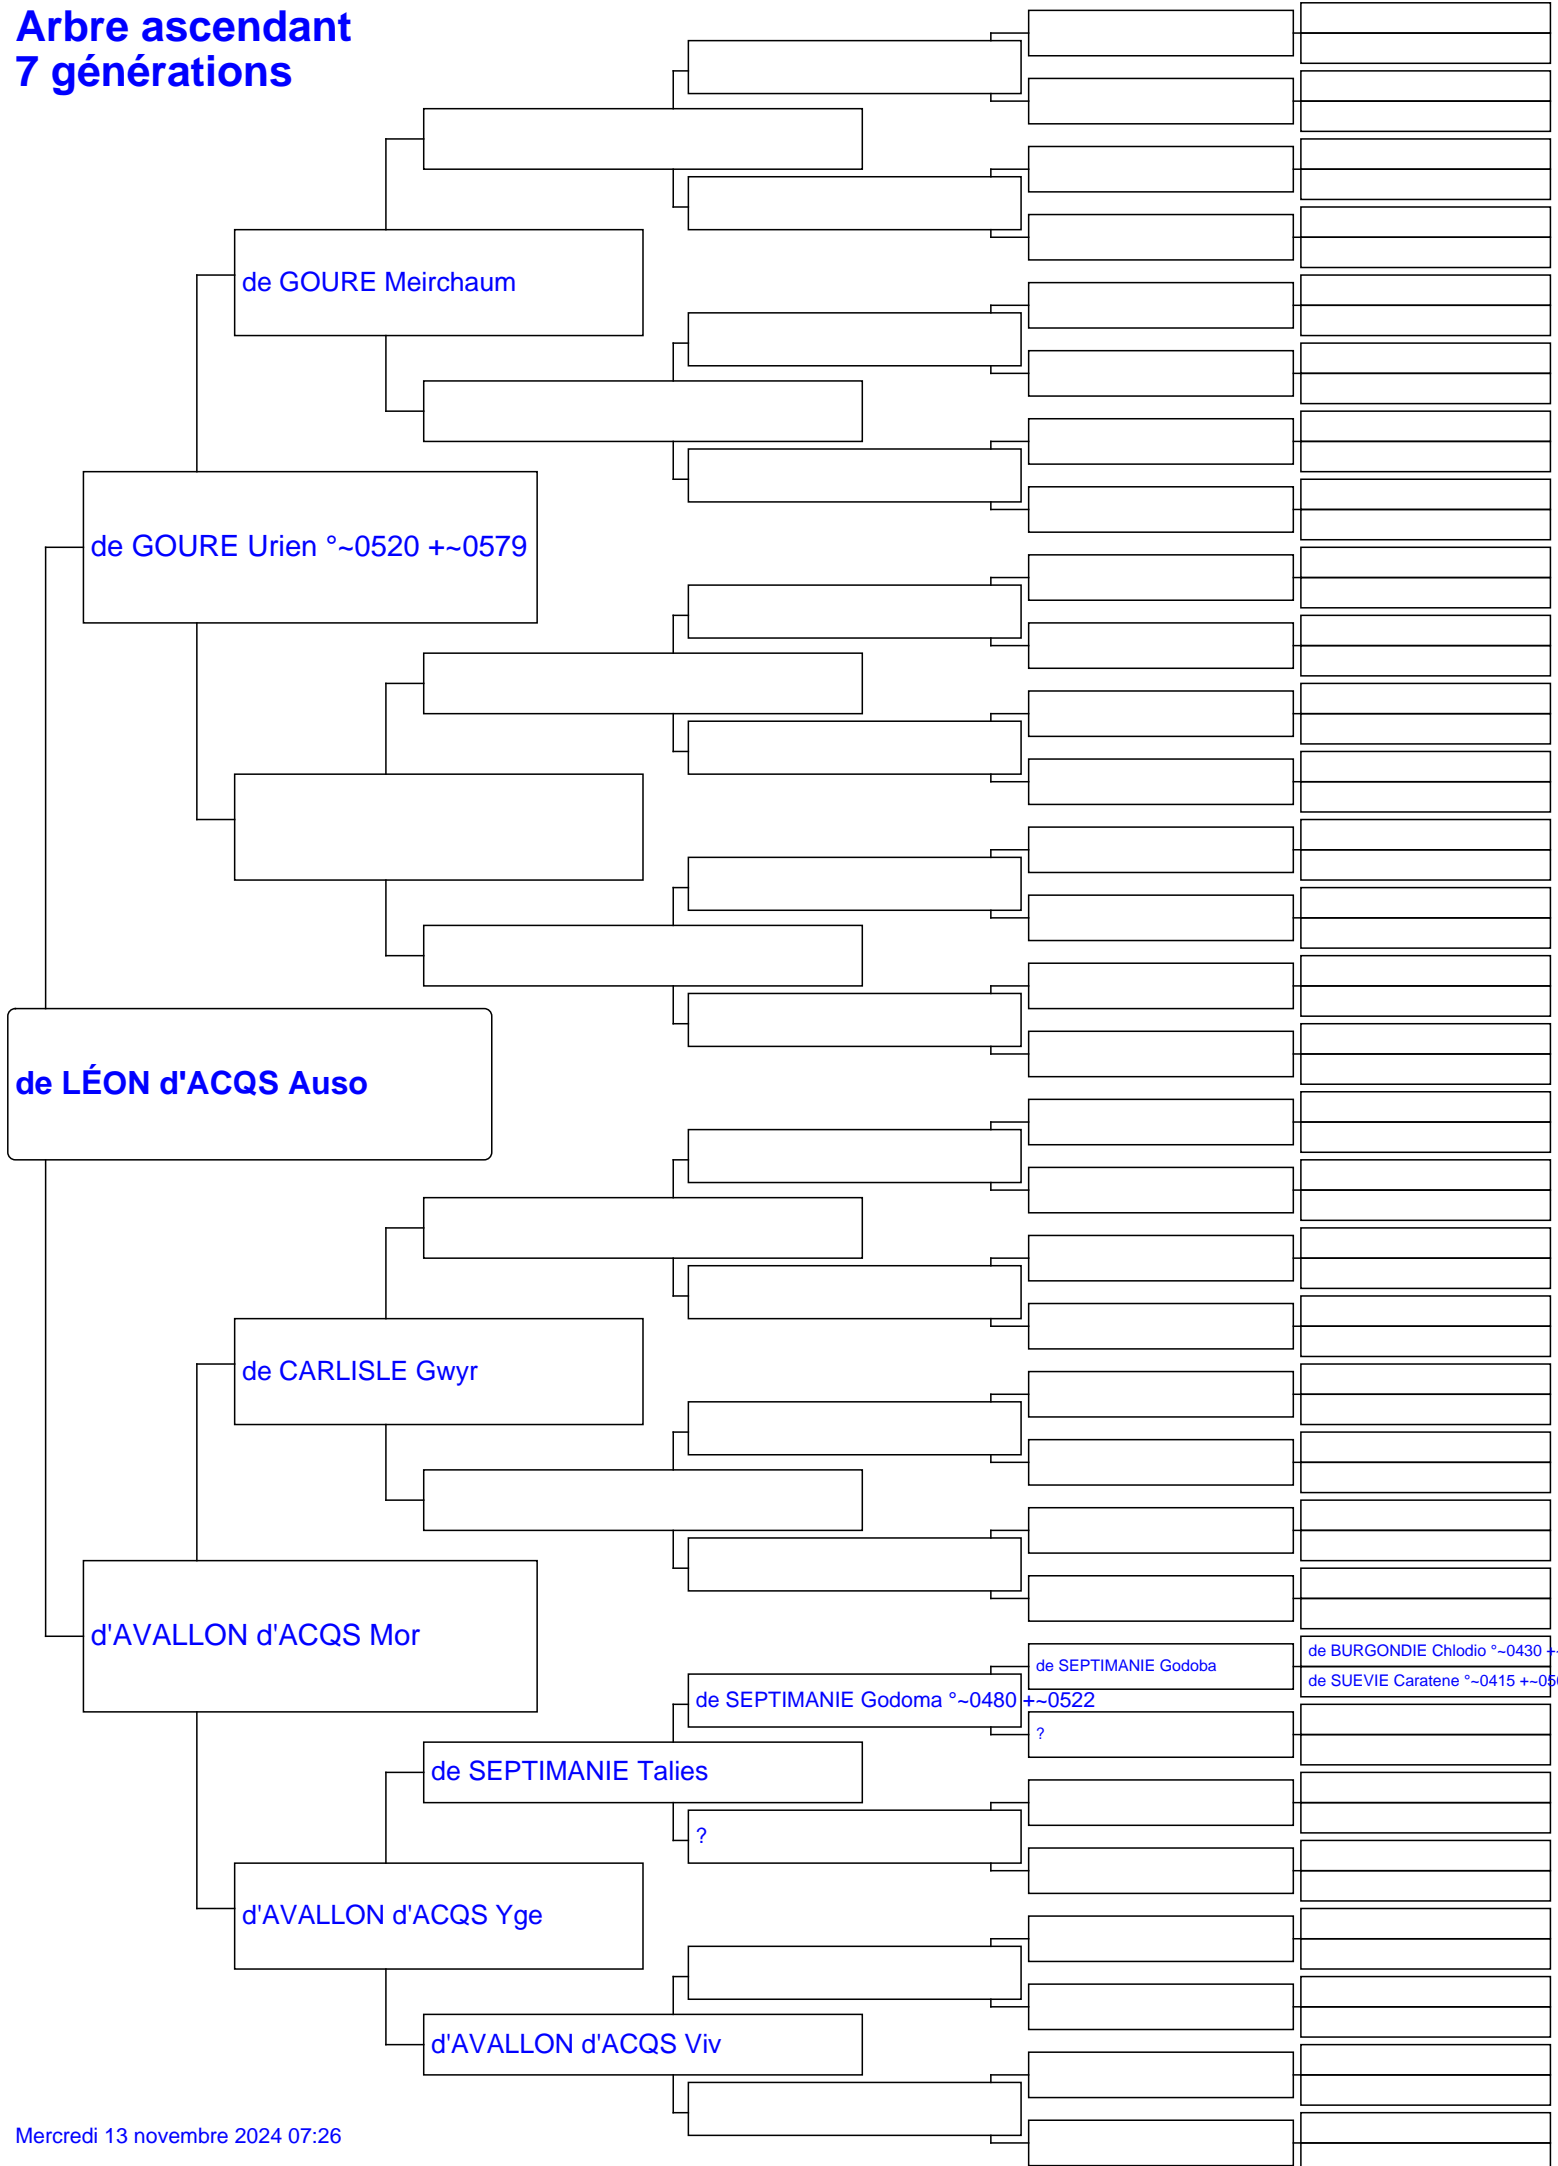 Arbre ascendant
7 générations
de GOURE Meirchaum
de GOURE Urien °~0520 +~0579
de LÉON d'ACQS Auso
de CARLISLE Gwyr
d'AVALLON d'ACQS Mor
de BURGONDIE Chlodio °~0430 +~
de SEPTIMANIE Godoba
de SUEVIE Caratene °~0415 +~050
de SEPTIMANIE Godoma °~0480 +~0522
?
de SEPTIMANIE Talies
?
d'AVALLON d'ACQS Yge
d'AVALLON d'ACQS Viv
Mercredi 13 novembre 2024 07:26